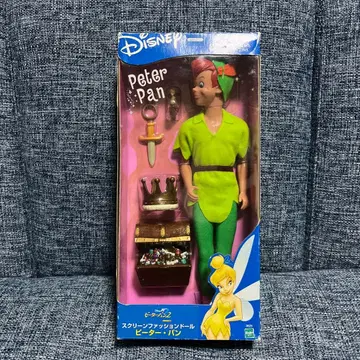 Disney
Peter
Pan
ピーター・パン2
スクリーンファッションドール
ピーター・パン